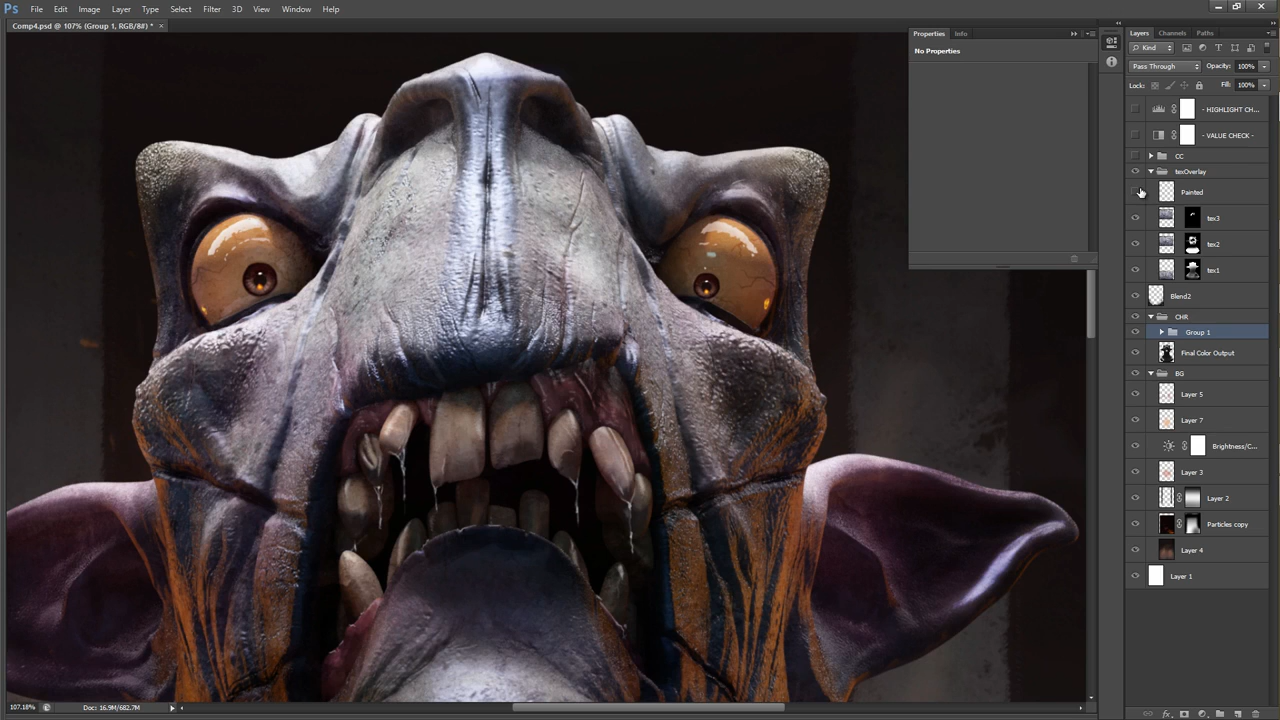 Ps File Edit Image Layer Type Select Filter 3D View Window Help
Comp4.psd @ 107% (Group 1, RGB/8#) * ×
Properties Info
No Properties
Layers Channels Paths
Kind
Pass Through Opacity: 100%
Lock: Fill: 100%
- HIGHLIGHT CH...
- VALUE CHECK -
CC
texOverlay
Painted
tex3
tex2
tex1
Blend2
CHR
Group 1
Final Color Output
BG
Layer 5
Layer 7
Brightness/C...
Layer 3
Layer 2
Particles copy
Layer 4
Layer 1
107.18% Doc: 16.9M/682.7M
fx